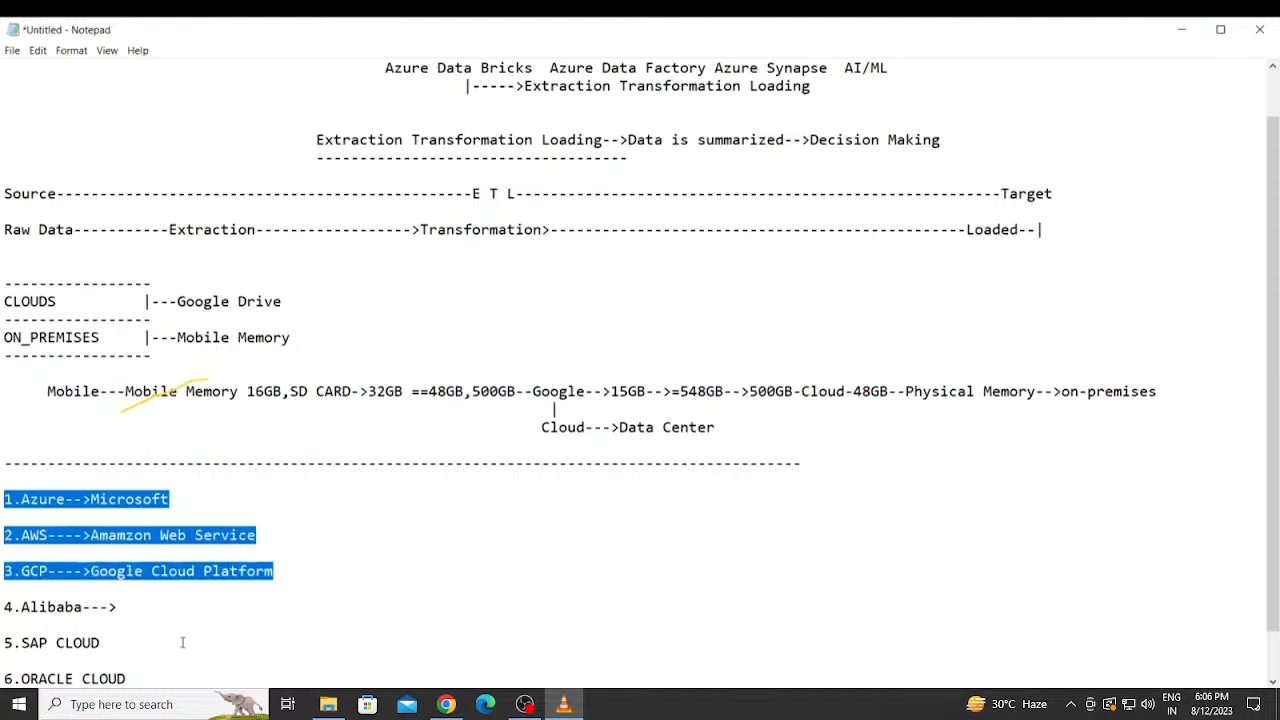 *Untitled - Notepad
File Edit Format View Help
Azure Data Bricks  Azure Data Factory Azure Synapse  AI/ML
|----->Extraction Transformation Loading
Extraction Transformation Loading-->Data is summarized-->Decision Making
------------------------------------
Source------------------------------------------------E T L--------------------------------------------------------Target
Raw Data-----------Extraction------------------>Transformation>------------------------------------------------Loaded--|
-----------------
CLOUDS |---Google Drive
-----------------
ON_PREMISES |---Mobile Memory
-----------------
Mobile---Mobile Memory 16GB,SD CARD->32GB ==48GB,500GB--Google-->15GB-->=548GB-->500GB-Cloud-48GB--Physical Memory-->on-premises
|
Cloud--->Data Center
--------------------------------------------------------------------------------------------
1.Azure-->Microsoft
2.AWS---->Amamzon Web Service
3.GCP---->Google Cloud Platform
4.Alibaba--->
5.SAP CLOUD
6.ORACLE CLOUD
Type here to search
30°C Haze
ENG
IN
6:06 PM
8/12/2023